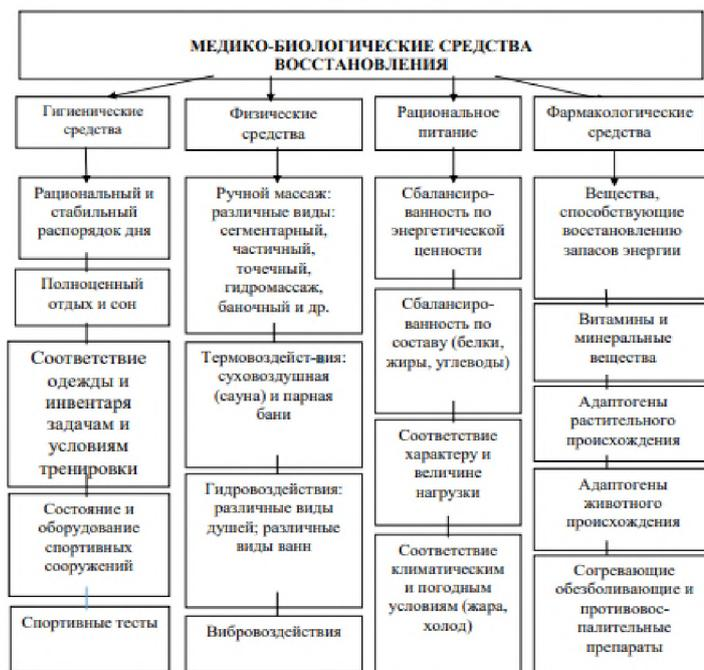 МЕДИКО-БИОЛОГИЧЕСКИЕ СРЕДСТВА
ВОССТАНОВЛЕНИЯ
Гигиенические
средства
Рациональный и
стабильный
распорядок дня
Полноценный
отдых и сон
Соответствие
одежды и
инвентаря
задачам и
условиям
тренировки
Состояние и
оборудование
спортивных
сооружений
Спортивные тесты
Физические
средства
Ручной массаж:
различные виды:
сегментарный,
частичный,
точечный,
гидромассаж,
баночный и др.
Термовоздейст-вия:
суховоздушная
(сауна) и парная
бани
Гидровоздействия:
различные виды
душей; различные
виды ванн
Вибровоздействия
Рациональное
питание
Сбалансиро-
ванность по
энергетической
ценности
Сбалансиро-
ванность по
составу (белки,
жиры, углеводы)
Соответствие
характеру и
величине
нагрузки
Соответствие
климатическим
и погодным
условиям (жара,
холод)
Фармакологические
средства
Вещества,
способствующие
восстановлению
запасов энергии
Витамины и
минеральные
вещества
Адаптогены
растительного
происхождения
Адаптогены
животного
происхождения
Согревающие
обезболивающие и
противовос-
палительные
препараты